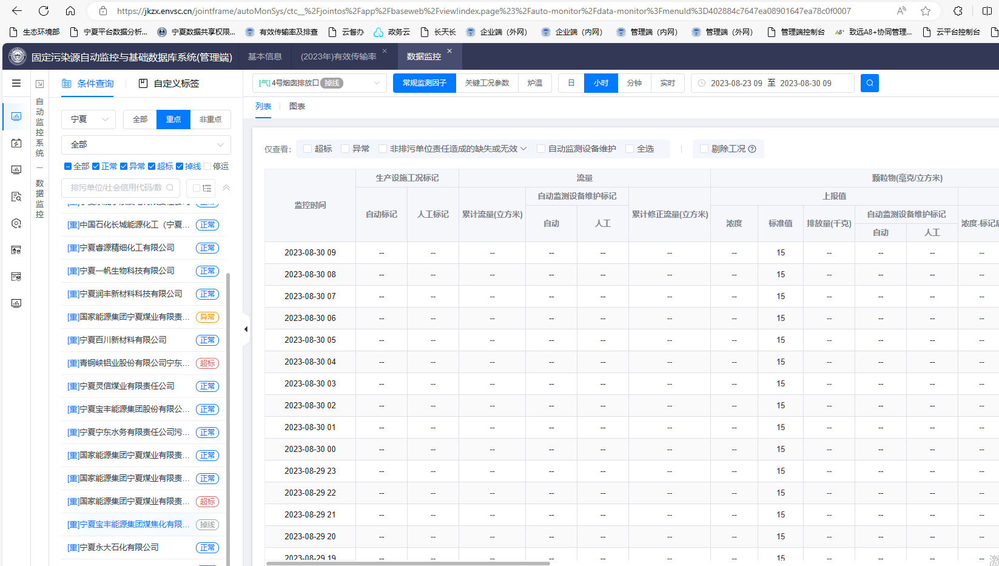 https://jkzx.envsc.cn/jointframe/autoMonSys/ctc__%2Fjointos%2Fapp%2Fbaseweb%2Fview!index.page%23%2Fauto-monitor%2Fdata-monitor%3FmenuId%3D402884c7647ea08901647ea78c0f0007
生态环境部 宁夏平台数据分析... 宁夏数据共享权限... 有效传输率及排查 云督办 政务云 长天长 企业端（外网） 企业端（内网） 管理端（内网） 管理端（外网） 管理端控制台 致远A8+协同管理... 云平台控制台
固定污染源自动监控与基础数据库系统(管理端) 基本信息 (2023年)有效传输率 × 数据监控 ×
自动监控系统 — 数据监控
条件查询 自定义标签
宁夏 全部 重点 非重点
全部
全部 正常 异常 超标 掉线 停运
排污单位/社会信用代码/数
[重]中国石化长城能源化工（宁夏... 正常
[重]宁夏睿源精细化工有限公司 正常
[重]宁夏一帆生物科技有限公司 正常
[重]宁夏润丰新材料科技有限公司 正常
[重]国家能源集团宁夏煤业有限责... 异常
[重]宁夏百川新材料有限公司 正常
[重]青铜峡铝业股份有限公司宁东... 超标
[重]宁夏灵信煤业有限责任公司 正常
[重]宁夏宝丰能源集团股份有限公... 正常
[重]宁夏宁东水务有限责任公司污... 正常
[重]国家能源集团宁夏煤业有限责... 正常
[重]国家能源集团宁夏煤业有限责... 正常
[重]国家能源集团宁夏煤业有限责... 超标
[重]宁夏宝丰能源集团煤焦化有限... 掉线
[重]宁夏永大石化有限公司 正常
[气]4号烟囱排放口 掉线 常规监测因子 关键工况参数 炉温 日 小时 分钟 实时 2023-08-23 09 至 2023-08-30 09
列表 图表
仅查看: 超标 异常 非排污单位责任造成的缺失或无效 自动监测设备维护 全选 剔除工况
监控时间 生产设施工况标记 流量 颗粒物(毫克/立方米)
自动标记 人工标记 累计流量(立方米) 自动监测设备维护标记 累计修正流量(立方米) 上报值
自动 人工 浓度 标准值 排放量(千克) 自动监测设备维护标记
自动 人工
2023-08-30 09 -- -- -- -- -- -- -- 15 -- -- -- --
2023-08-30 08 -- -- -- -- -- -- -- 15 -- -- -- --
2023-08-30 07 -- -- -- -- -- -- -- 15 -- -- -- --
2023-08-30 06 -- -- -- -- -- -- -- 15 -- -- -- --
2023-08-30 05 -- -- -- -- -- -- -- 15 -- -- -- --
2023-08-30 04 -- -- -- -- -- -- -- 15 -- -- -- --
2023-08-30 03 -- -- -- -- -- -- -- 15 -- -- -- --
2023-08-30 02 -- -- -- -- -- -- -- 15 -- -- -- --
2023-08-30 01 -- -- -- -- -- -- -- 15 -- -- -- --
2023-08-30 00 -- -- -- -- -- -- -- 15 -- -- -- --
2023-08-29 23 -- -- -- -- -- -- -- 15 -- -- -- --
2023-08-29 22 -- -- -- -- -- -- -- 15 -- -- -- --
2023-08-29 21 -- -- -- -- -- -- -- 15 -- -- -- --
2023-08-29 20 -- -- -- -- -- -- -- 15 -- -- -- --
2023-08-29 19 -- -- -- -- -- -- -- 15 -- -- -- --